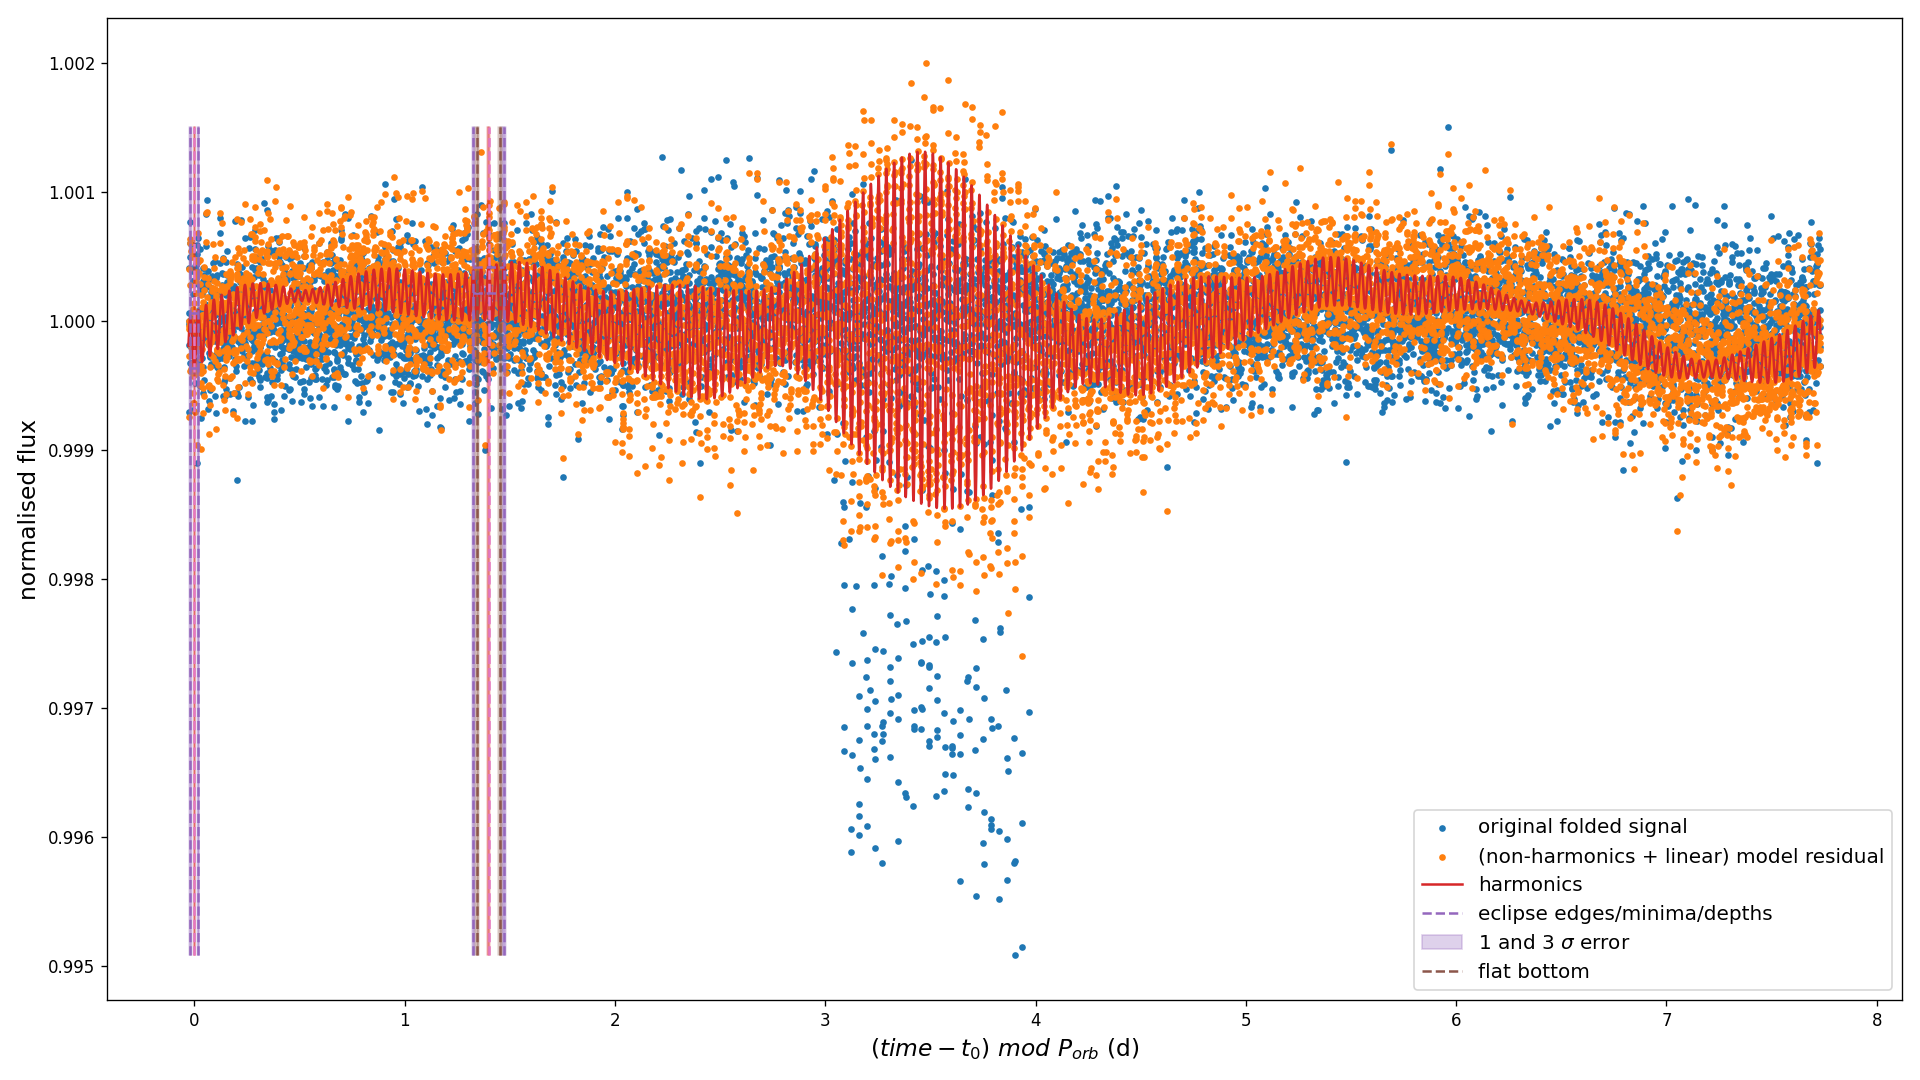 normalised flux
1.002
1.001
1.000
0.999
0.998
0.997
0.996
0.995
0
1
2
3
4
5
6
7
8
(time − t₀) mod Pₒᵣ♭ (d)
original folded signal
(non-harmonics + linear) model residual
harmonics
eclipse edges/minima/depths
1 and 3 σ error
flat bottom